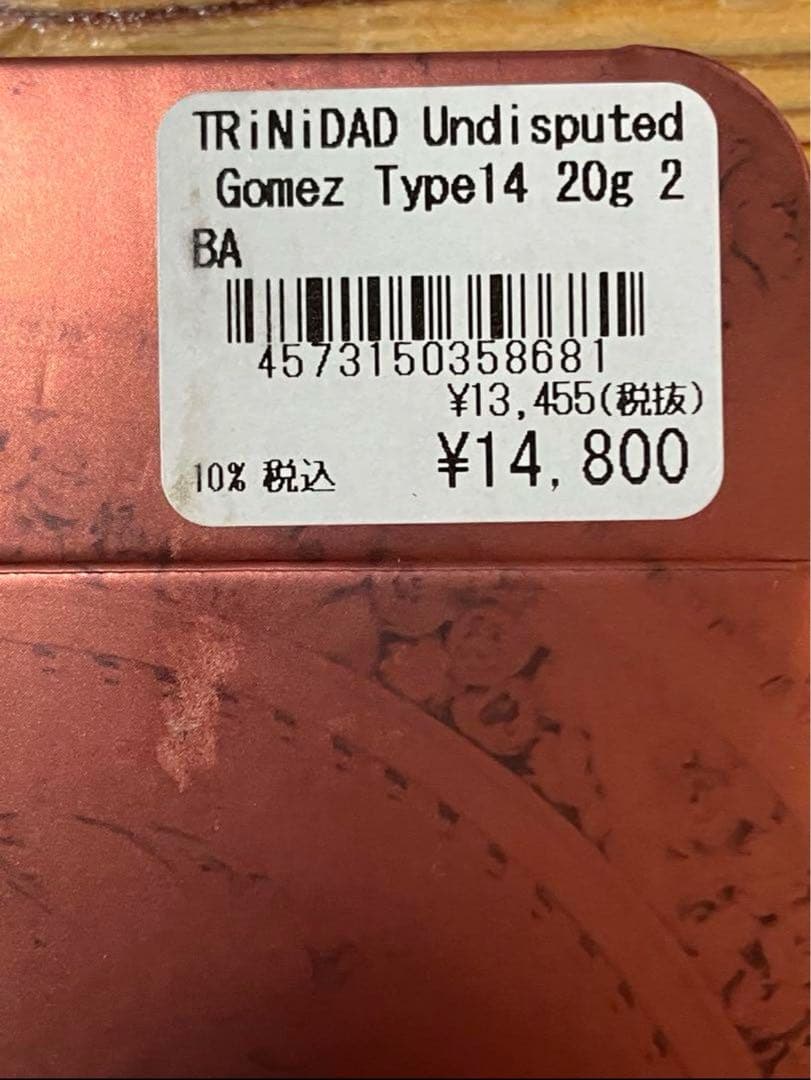 TRiNiDAD Undisputed
Gomez Type14 20g 2
BA
4573150358681
¥13,455(税抜)
10% 税込 ¥14,800